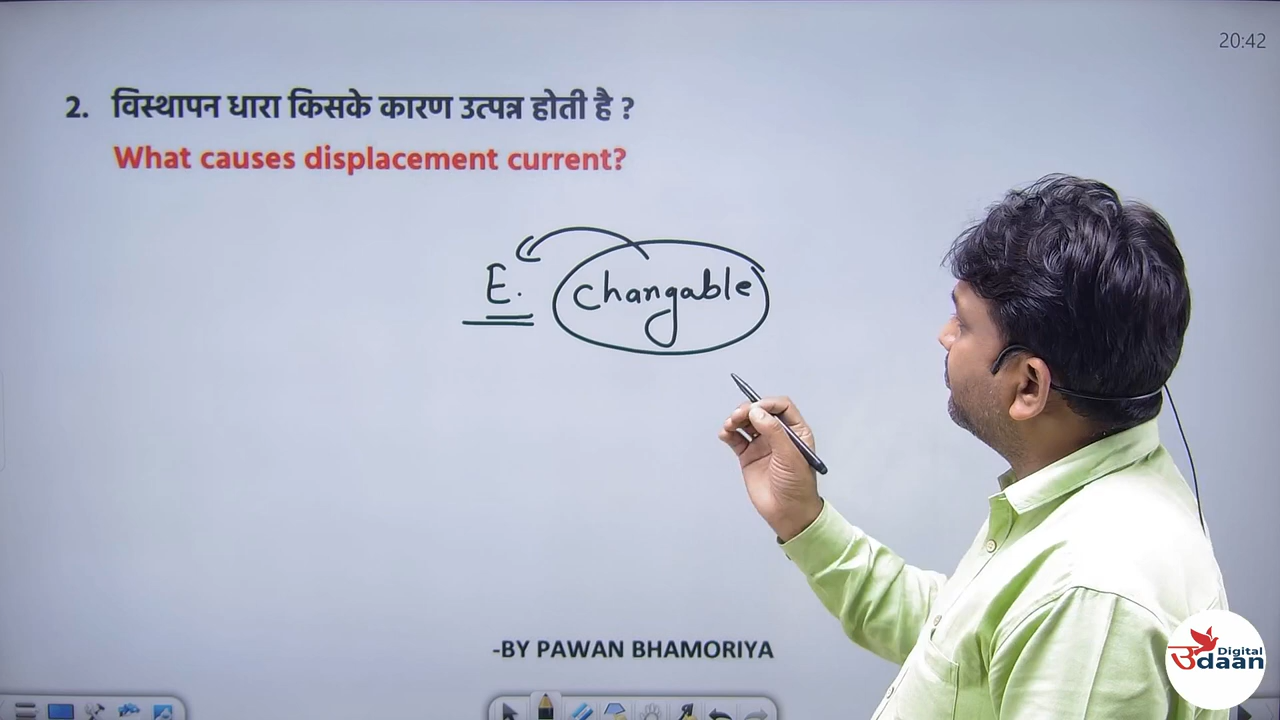 20:42
2. विस्थापन धारा किसके कारण उत्पन्न होती है ?
What causes displacement current?
E. changable
-BY PAWAN BHAMORIYA
Digital
उdaan